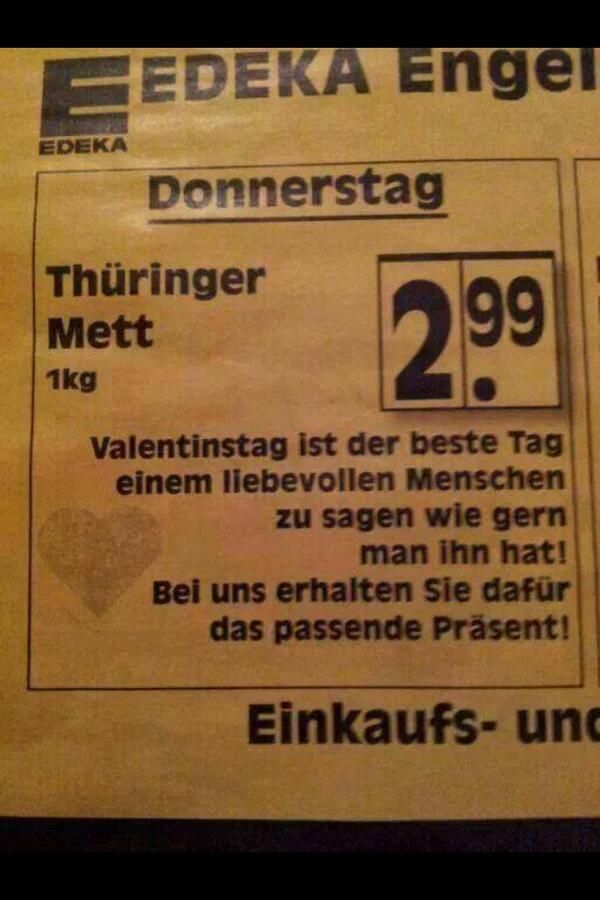 EDEKA Engel
EDEKA
Donnerstag
Thüringer
Mett
1kg
2.99
Valentinstag ist der beste Tag
einem liebevollen Menschen
zu sagen wie gern
man ihn hat!
Bei uns erhalten Sie dafür
das passende Präsent!
Einkaufs- und